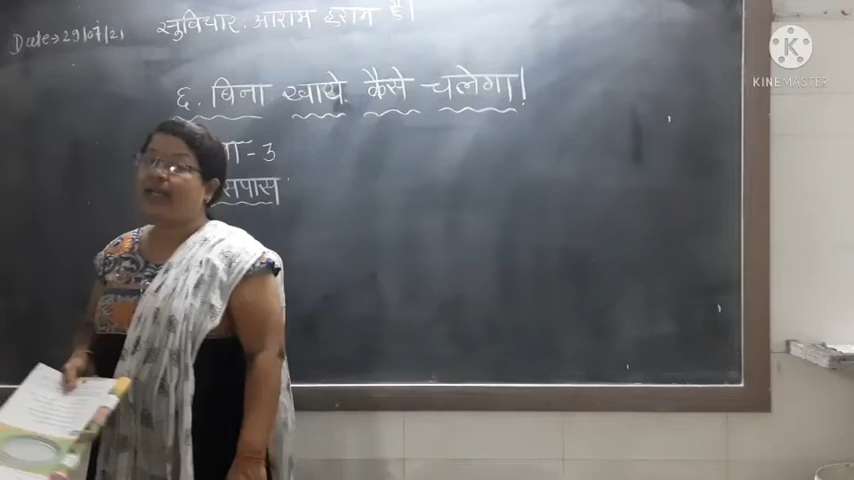 Date→29/07/21
सुविचार:- आराम हराम है।
६. बिना खाये कैसे चलेगा!
- 3
सपास
K
KINEMASTER